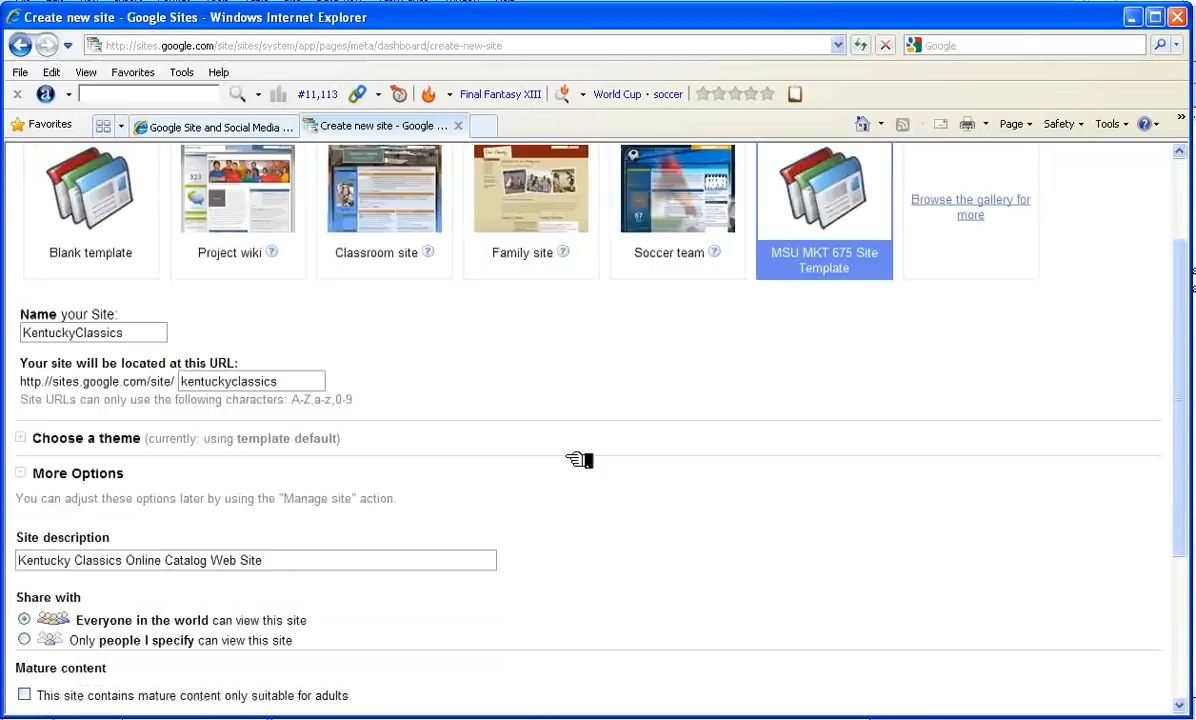 Create new site - Google Sites - Windows Internet Explorer
http://sites.google.com/site/sites/system/app/pages/meta/dashboard/create-new-site
Google
File Edit View Favorites Tools Help
#11,113 Final Fantasy XIII World Cup · soccer
Favorites Google Site and Social Media ... Create new site - Google ... Page Safety Tools
Browse the gallery for
more
Blank template Project wiki Classroom site Family site Soccer team MSU MKT 675 Site
Template
Name your Site:
KentuckyClassics
Your site will be located at this URL:
http://sites.google.com/site/ kentuckyclassics
Site URLs can only use the following characters: A-Z,a-z,0-9
Choose a theme (currently: using template default)
More Options
You can adjust these options later by using the "Manage site" action.
Site description
Kentucky Classics Online Catalog Web Site
Share with
Everyone in the world can view this site
Only people I specify can view this site
Mature content
This site contains mature content only suitable for adults.